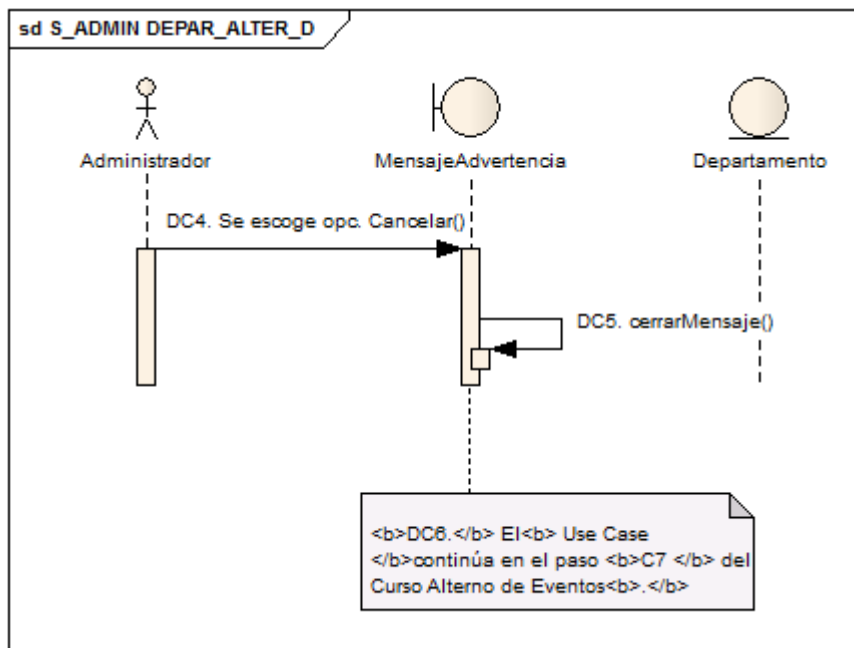 sd S_ADMIN DEPAR_ALTER_D
Administrador
MensajeAdvertencia
Departamento
DC4. Se escoge opc. Cancelar()
DC5. cerrarMensaje()
<b>DC6.</b> El<b> Use Case
</b>continúa en el paso <b>C7 </b> del
Curso Alterno de Eventos<b>.</b>